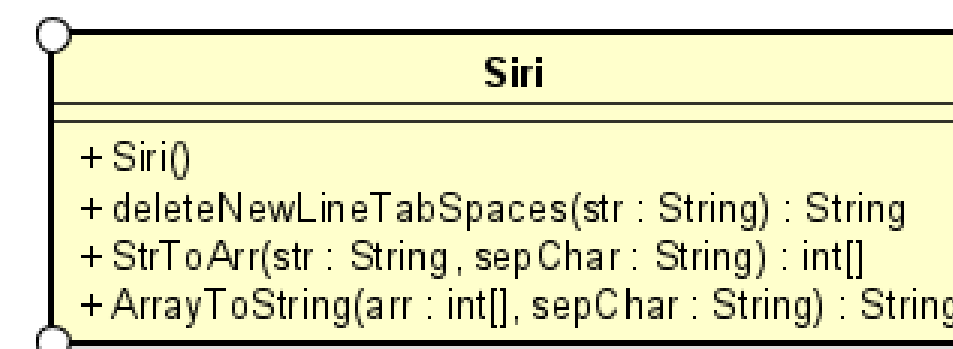 Siri
+ Siri()
+ deleteNewLineTabSpaces(str : String) : String
+ StrToArr(str : String, sepChar : String) : int[]
+ ArrayToString(arr : int[], sepChar : String) : String